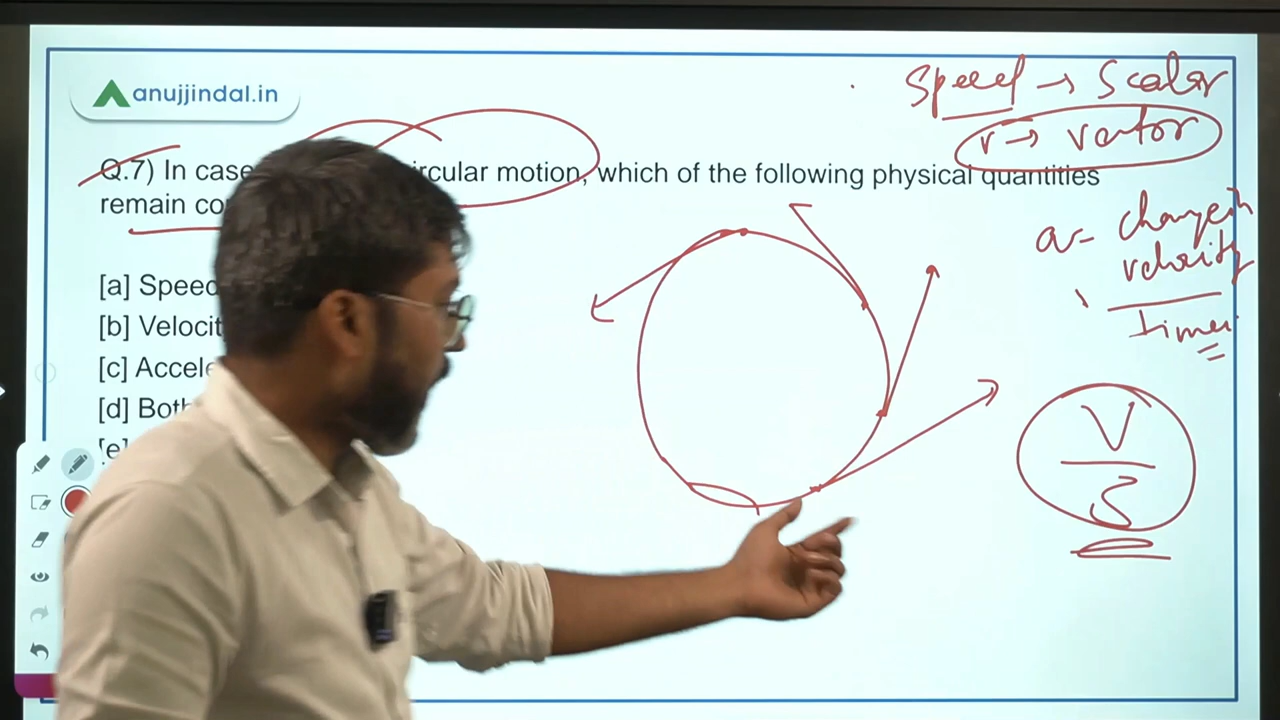 anujjindal.in
Speed → Scalar
v → vector
Q.7) In case rcular motion, which of the following physical quantities
remain co
a = change in
velocity
time
[a] Speed
[b] Velocit
[c] Accele
[d] Both
[e]
V